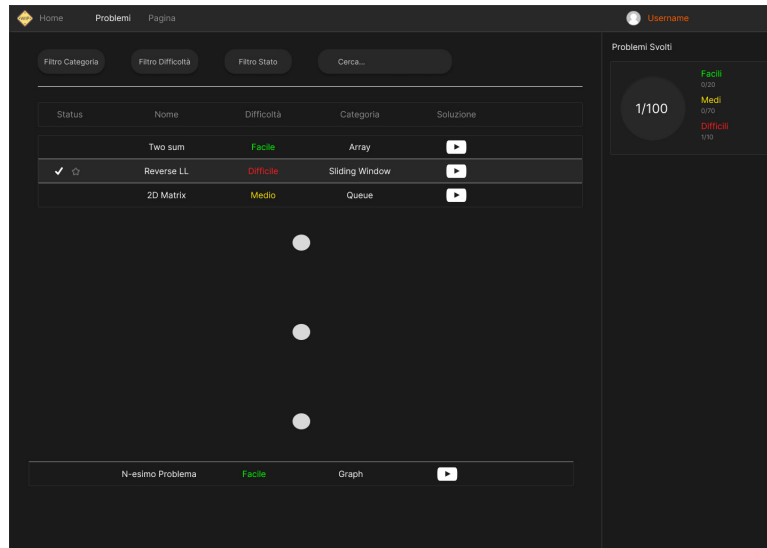 Home Problemi Pagina Username
Problemi Svolti
Filtro Categoria Filtro Difficoltà Filtro Stato Cerca...
Facili
0/20
1/100
Medi
0/70
Difficili
1/10
Status Nome Difficoltà Categoria Soluzione
Two sum Facile Array
Reverse LL Difficile Sliding Window
2D Matrix Medio Queue
N-esimo Problema Facile Graph